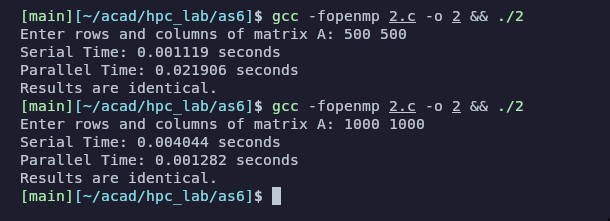 [main][~/acad/hpc_lab/as6]$ gcc -fopenmp 2.c -o 2 && ./2
Enter rows and columns of matrix A: 500 500
Serial Time: 0.001119 seconds
Parallel Time: 0.021906 seconds
Results are identical.
[main][~/acad/hpc_lab/as6]$ gcc -fopenmp 2.c -o 2 && ./2
Enter rows and columns of matrix A: 1000 1000
Serial Time: 0.004044 seconds
Parallel Time: 0.001282 seconds
Results are identical.
[main][~/acad/hpc_lab/as6]$